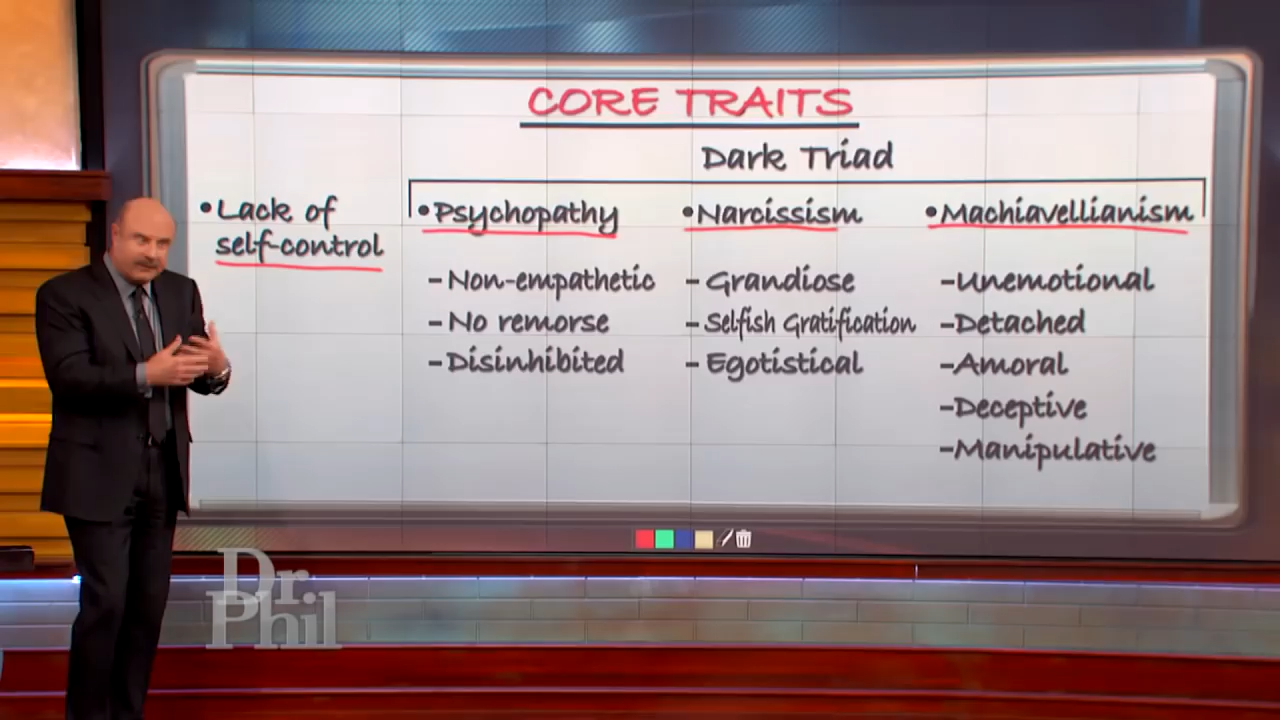 CORE TRAITS
Dark Triad
•Lack of
self-control
•Psychopathy
-Non-empathetic
-No remorse
-Disinhibited
•Narcissism
-Grandiose
-Selfish Gratification
-Egotistical
•Machiavellianism
-Unemotional
-Detached
-Amoral
-Deceptive
-Manipulative
Dr.
Phil